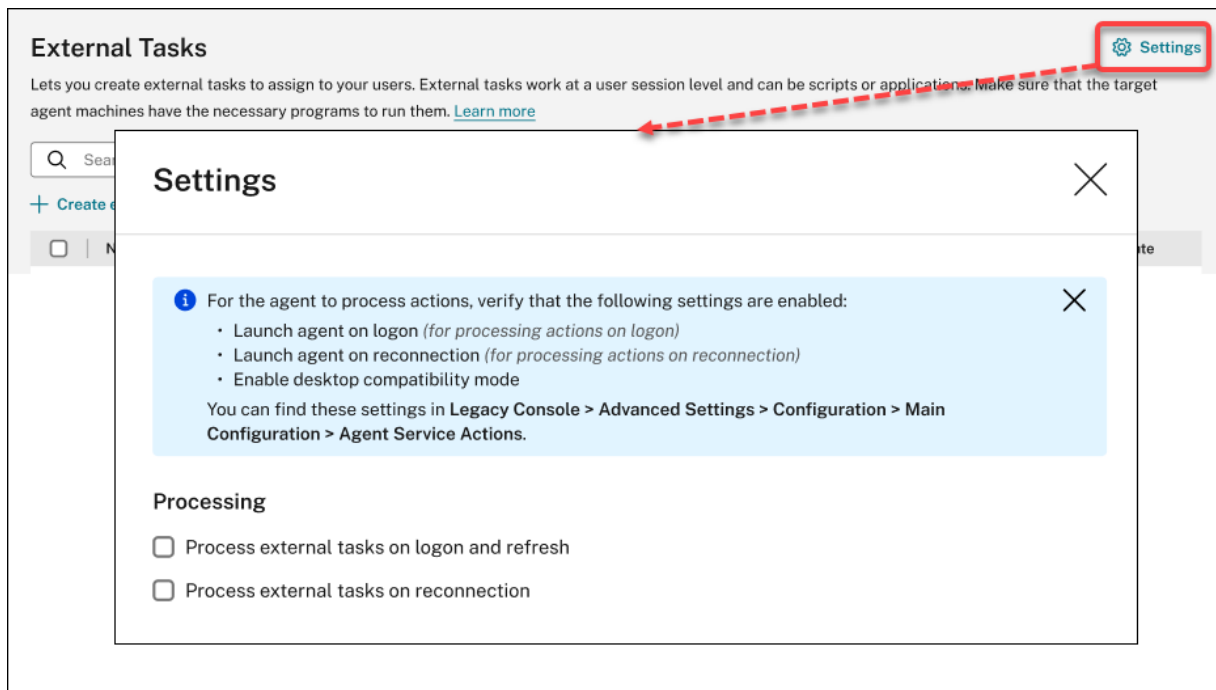 External Tasks
Settings
Lets you create external tasks to assign to your users. External tasks work at a user session level and can be scripts or applications. Make sure that the target
agent machines have the necessary programs to run them. Learn more
Settings
For the agent to process actions, verify that the following settings are enabled:
• Launch agent on logon (for processing actions on logon)
• Launch agent on reconnection (for processing actions on reconnection)
• Enable desktop compatibility mode
You can find these settings in Legacy Console > Advanced Settings > Configuration > Main
Configuration > Agent Service Actions.
Processing
Process external tasks on logon and refresh
Process external tasks on reconnection
+ Create